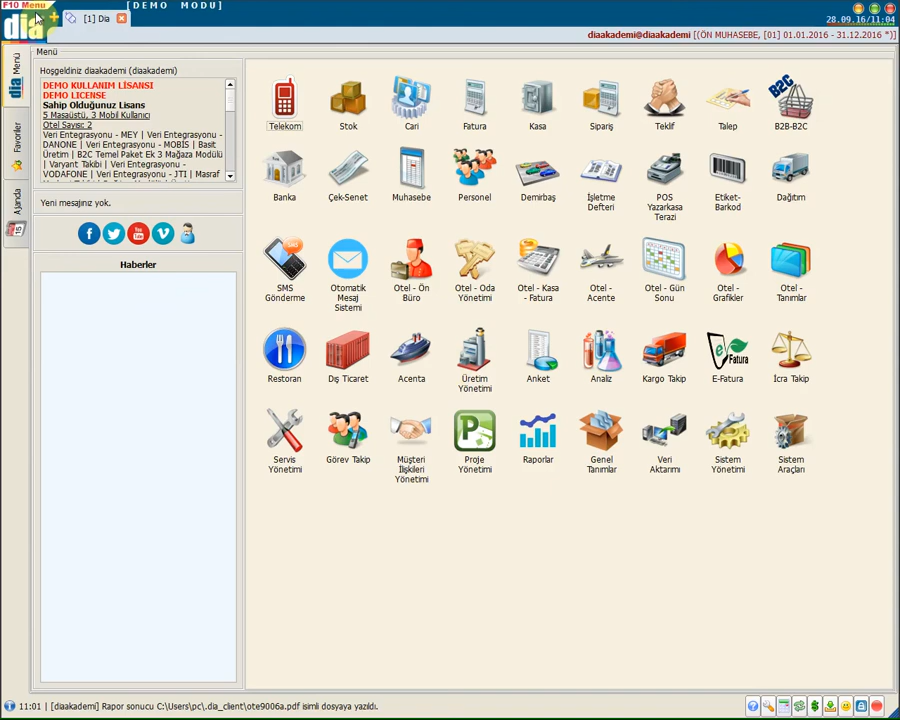 F10 Menu
[DEMO MODU]
dia
[1] Dia
28.09.16/11:04
diaakademi@diaakademi [(ÖN MUHASEBE, [01] 01.01.2016 - 31.12.2016 *)]
Menü
dia Menü
Favoriler
Ajanda
15
Hoşgeldiniz diaakademi (diaakademi)
DEMO KULLANIM LİSANSI
DEMO LICENSE
Sahip Olduğunuz Lisans
5 Masaüstü, 3 Mobil Kullanıcı
Otel Sayısı: 2
Veri Entegrasyonu - MEY | Veri Entegrasyonu -
DANONE | Veri Entegrasyonu - MOBİS | Basit
Üretim | B2C Temel Paket Ek 3 Mağaza Modülü
| Varyant Takibi | Veri Entegrasyonu -
VODAFONE | Veri Entegrasyonu - JTI | Masraf
Yeni mesajınız yok.
Haberler
Telekom
Stok
Cari
Fatura
Kasa
Sipariş
Teklif
Talep
B2C
B2B-B2C
Banka
Çek-Senet
Muhasebe
Personel
Demirbaş
İşletme Defteri
POS Yazarkasa Terazi
Etiket-Barkod
Dağıtım
SMS Gönderme
Otomatik Mesaj Sistemi
Otel - Ön Büro
Otel - Oda Yönetimi
Otel - Kasa - Fatura
Otel - Acente
Otel - Gün Sonu
Otel - Grafikler
Otel - Tanımlar
Restoran
Dış Ticaret
Acenta
Üretim Yönetimi
Anket
Analiz
Kargo Takip
Fatura
E-Fatura
İcra Takip
Servis Yönetimi
Görev Takip
Müşteri İlişkileri Yönetimi
Proje Yönetimi
Raporlar
Genel Tanımlar
Veri Aktarımı
Sistem Yönetimi
Sistem Araçları
11:01 | [diaakademi] Rapor sonucu C:\Users\pc\.dia_client\ote9006a.pdf isimli dosyaya yazıldı.